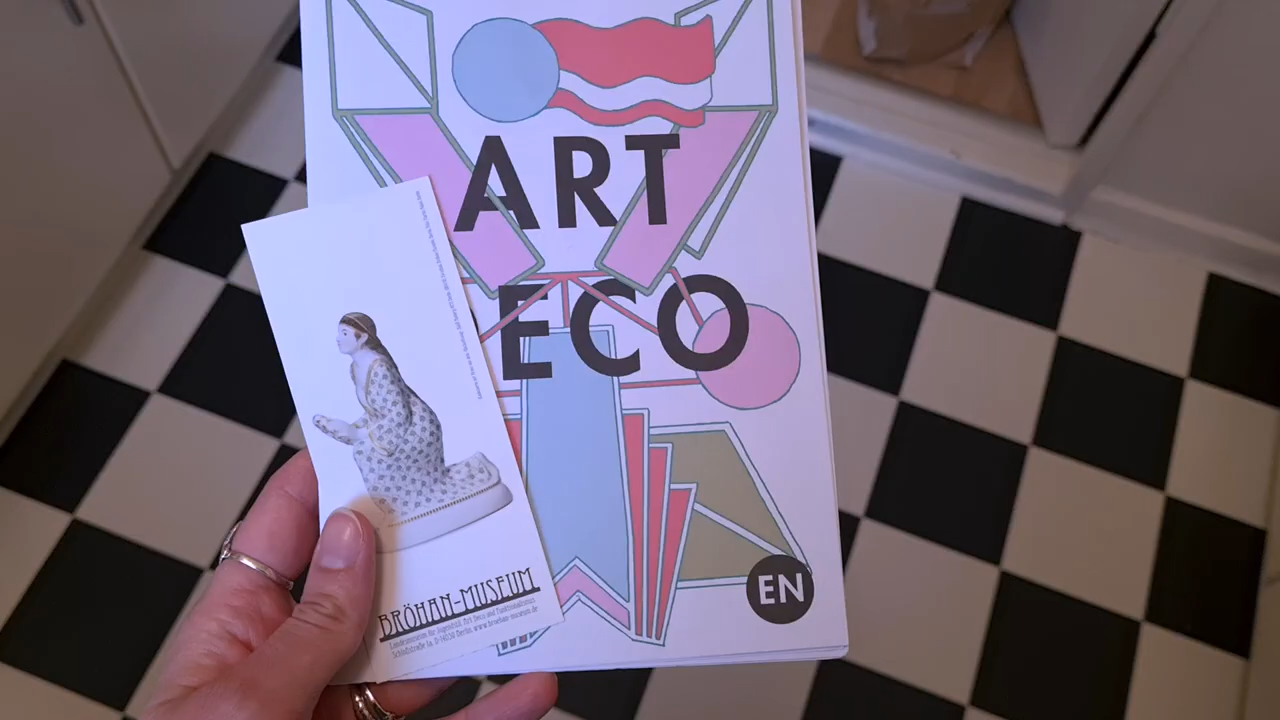 ART
ECO
EN
BRÖHAN-MUSEUM
Landesmuseum für Jugendstil, Art Deco und Funktionalismus
Schloßstraße 1a, D-14059 Berlin, www.broehan-museum.de